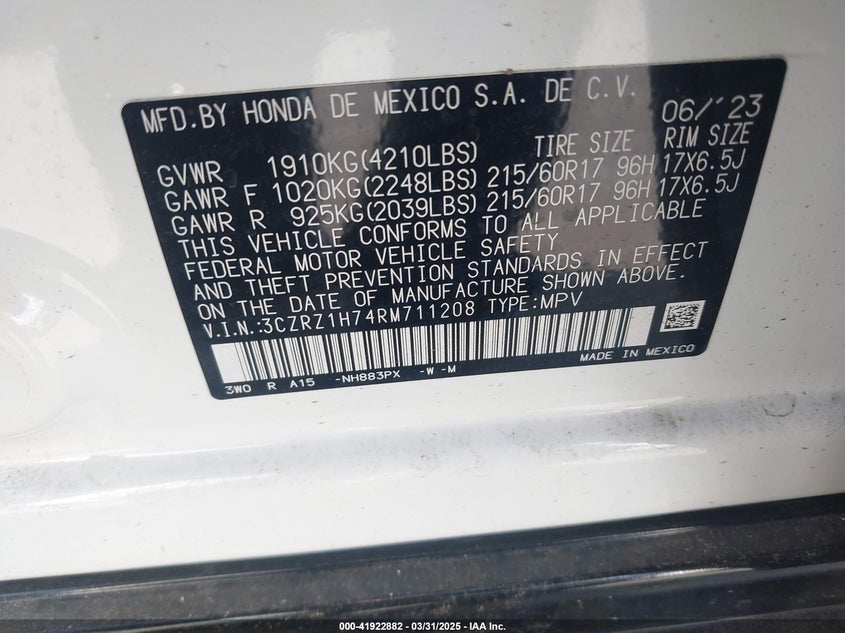 MFD.BY HONDA DE MEXICO S.A. DE C.V. 06/'23
TIRE SIZE RIM SIZE
GVWR 1910KG(4210LBS)
GAWR F 1020KG(2248LBS) 215/60R17 96H 17X6.5J
GAWR R 925KG(2039LBS) 215/60R17 96H 17X6.5J
THIS VEHICLE CONFORMS TO ALL APPLICABLE
FEDERAL MOTOR VEHICLE SAFETY
AND THEFT PREVENTION STANDARDS IN EFFECT
ON THE DATE OF MANUFACTURE SHOWN ABOVE.
V.I.N.:3CZRZ1H74RM711208 TYPE:MPV
MADE IN MEXICO
3W0 R A15 -NH883PX -W -M
000-41922882 / 03/31/2025 - IAA Inc.